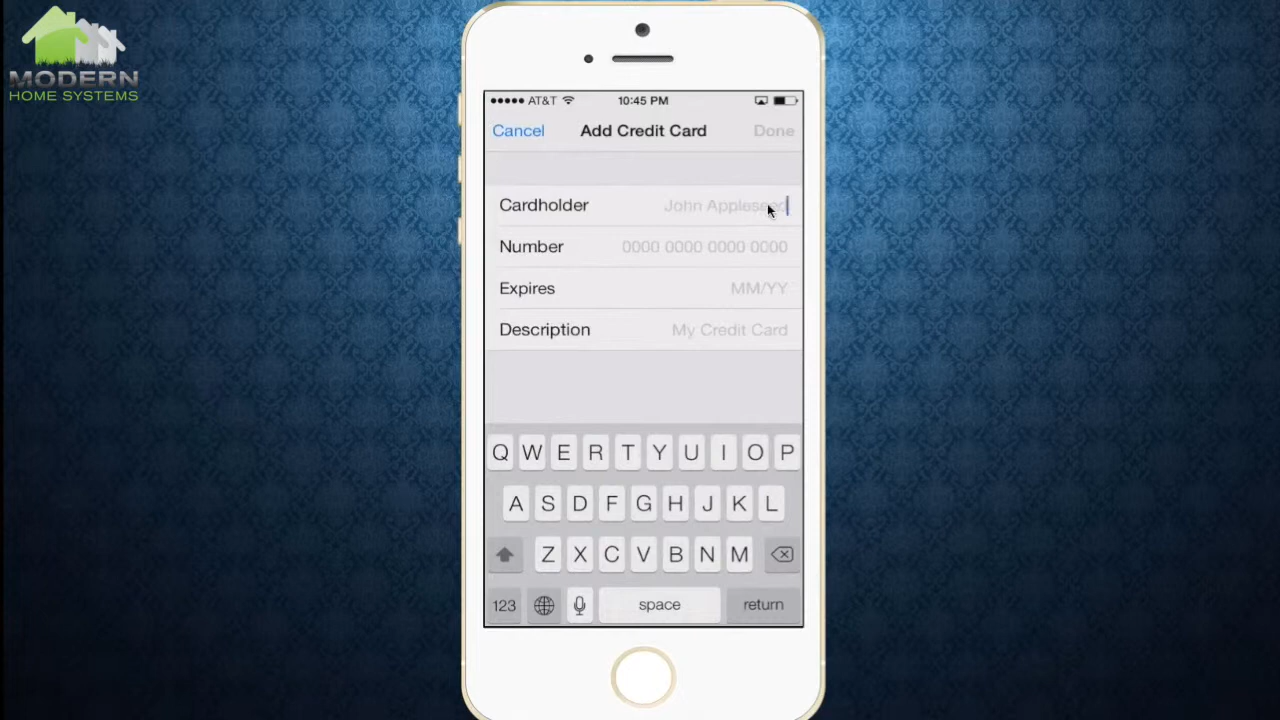 MODERN
HOME SYSTEMS
AT&T 10:45 PM
Cancel Add Credit Card Done
Cardholder John Appleseed
Number 0000 0000 0000 0000
Expires MM/YY
Description My Credit Card
Q W E R T Y U I O P
A S D F G H J K L
Z X C V B N M
123 space return